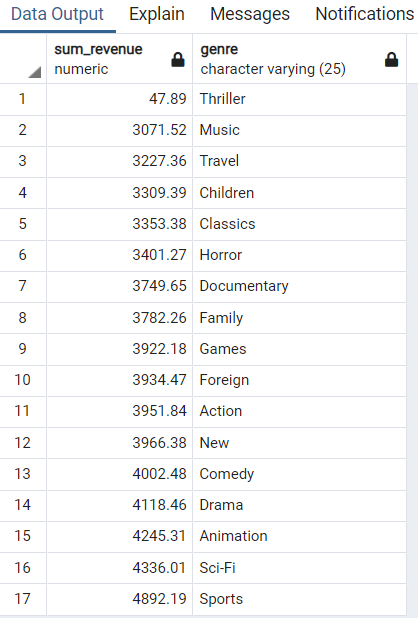 Data Output Explain Messages Notifications
sum_revenue genre
numeric character varying (25)
1 47.89 Thriller
2 3071.52 Music
3 3227.36 Travel
4 3309.39 Children
5 3353.38 Classics
6 3401.27 Horror
7 3749.65 Documentary
8 3782.26 Family
9 3922.18 Games
10 3934.47 Foreign
11 3951.84 Action
12 3966.38 New
13 4002.48 Comedy
14 4118.46 Drama
15 4245.31 Animation
16 4336.01 Sci-Fi
17 4892.19 Sports